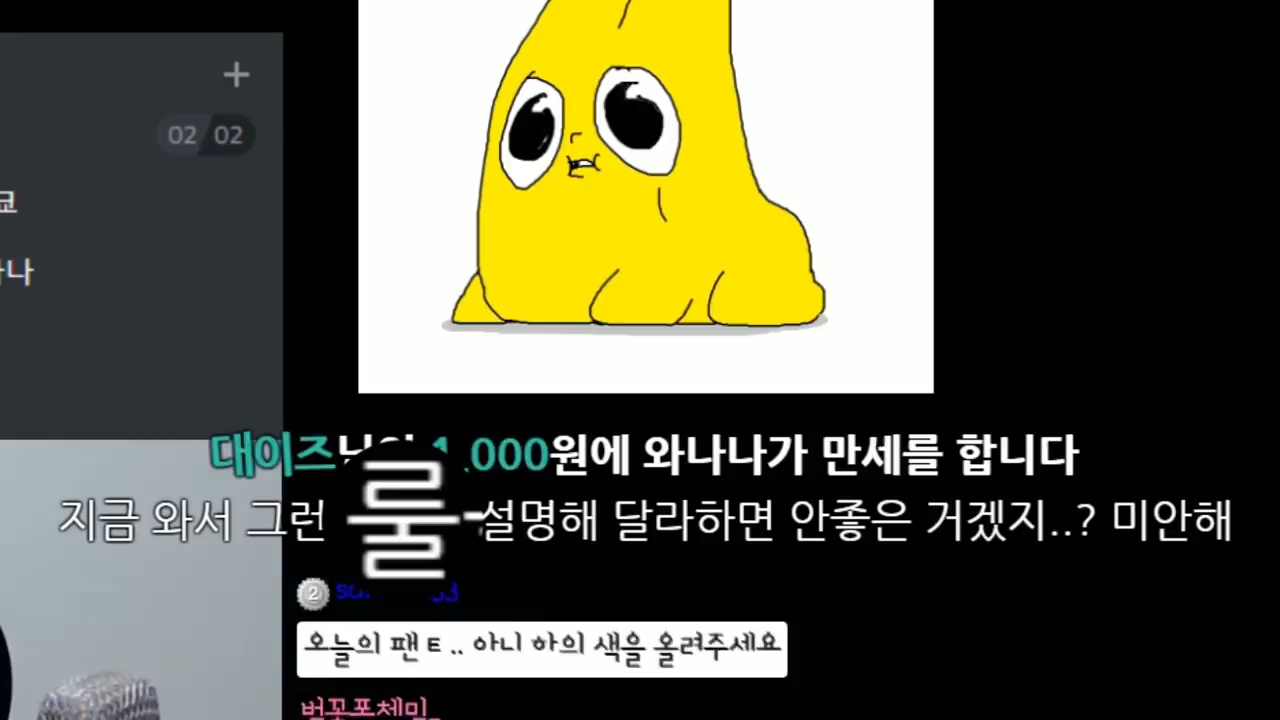 02 02
쿄
나
대이즈 000원에 와나나가 만세를 합니다
지금 와서 그런 룰 설명해 달라하면 안좋은 거겠지..? 미안해
2
오늘의 팬ㅌ .. 아니 하의 색을 올려주세요